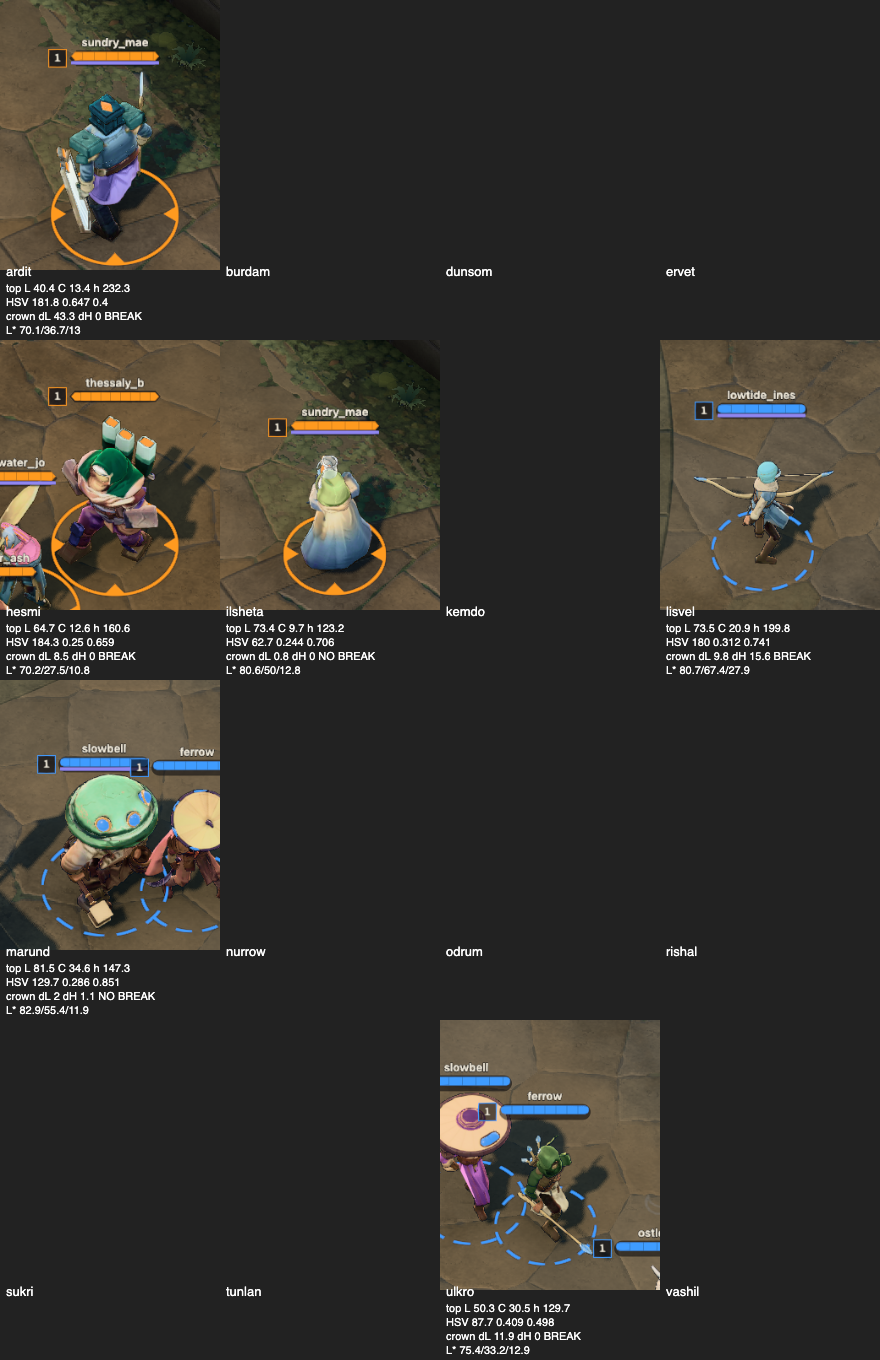 sundry_mae
1
ardit
burdam
dunsom
ervet
top L 40.4 C 13.4 h 232.3
HSV 181.8 0.647 0.4
crown dL 43.3 dH 0 BREAK
L* 70.1/36.7/13
thessaly_b
1
water_jo
r_ash
sundry_mae
1
lowtide_ines
1
hesmi
ilsheta
kemdo
lisvel
top L 64.7 C 12.6 h 160.6
HSV 184.3 0.25 0.659
crown dL 8.5 dH 0 BREAK
L* 70.2/27.5/10.8
top L 73.4 C 9.7 h 123.2
HSV 62.7 0.244 0.706
crown dL 0.8 dH 0 NO BREAK
L* 80.6/50/12.8
top L 73.5 C 20.9 h 199.8
HSV 180 0.312 0.741
crown dL 9.8 dH 15.6 BREAK
L* 80.7/67.4/27.9
slowbell
1
ferrow
1
marund
nurrow
odrum
rishal
top L 81.5 C 34.6 h 147.3
HSV 129.7 0.286 0.851
crown dL 2 dH 1.1 NO BREAK
L* 82.9/55.4/11.9
slowbell
ferrow
1
ostl
1
sukri
tunlan
ulkro
vashil
top L 50.3 C 30.5 h 129.7
HSV 87.7 0.409 0.498
crown dL 11.9 dH 0 BREAK
L* 75.4/33.2/12.9